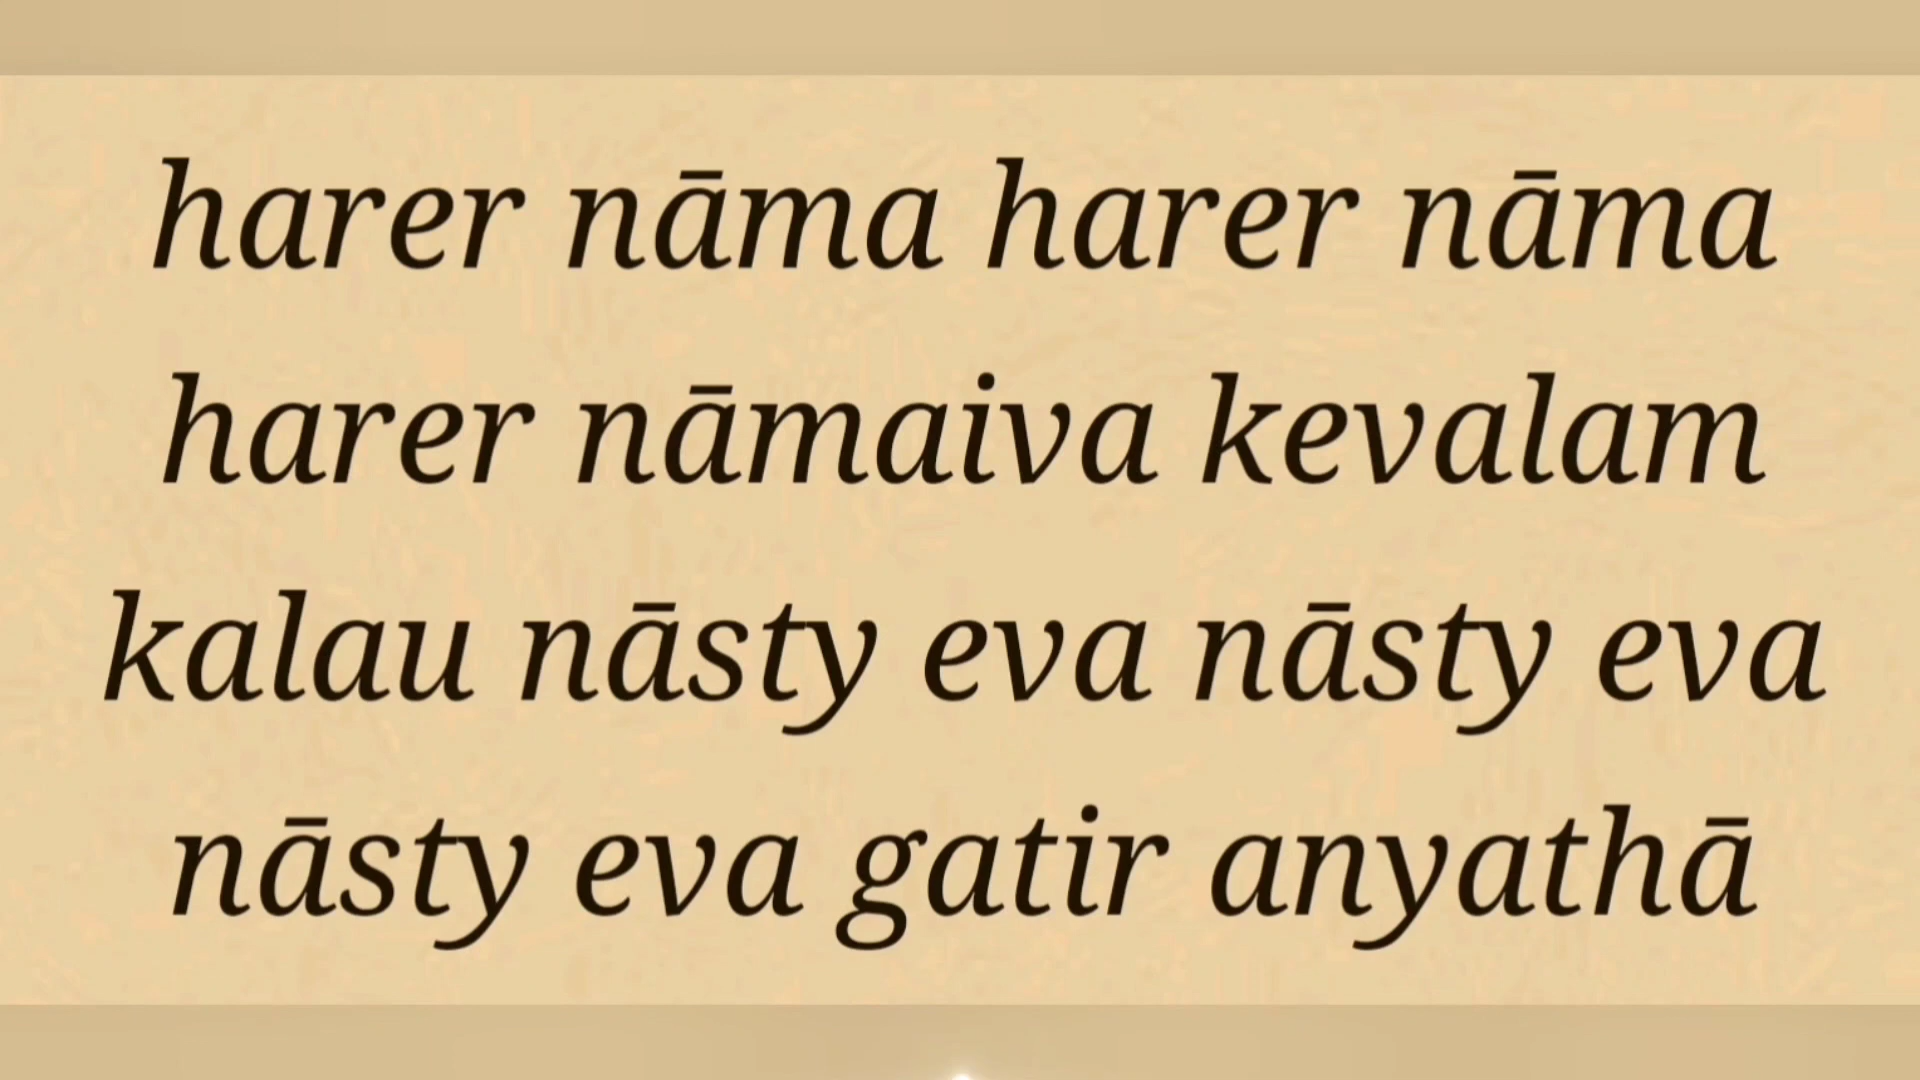 harer nāma harer nāma
harer nāmaiva kevalam
kalau nāsty eva nāsty eva
nāsty eva gatir anyathā